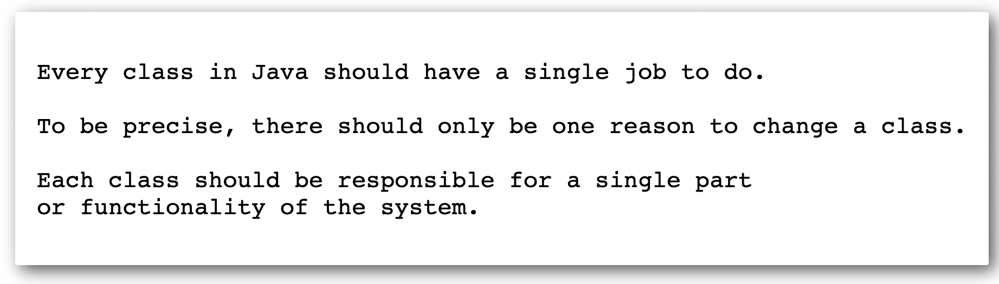 Every class in Java should have a single job to do.
To be precise, there should only be one reason to change a class.
Each class should be responsible for a single part
or functionality of the system.